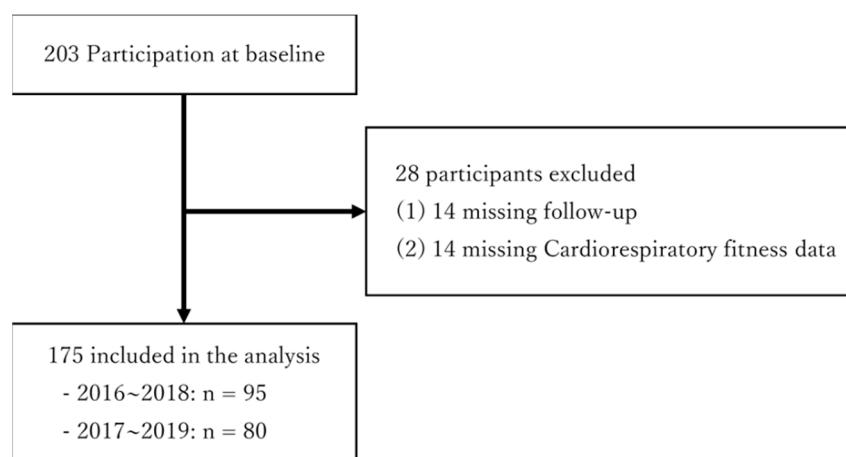 203 Participation at baseline
28 participants excluded
(1) 14 missing follow-up
(2) 14 missing Cardiorespiratory fitness data
175 included in the analysis
- 2016~2018: n = 95
- 2017~2019: n = 80